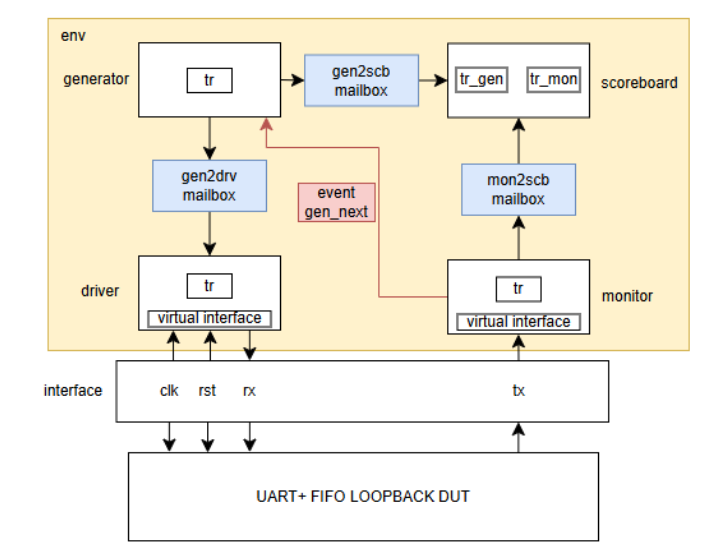 env
generator
tr
gen2scb
mailbox
tr_gen
tr_mon
scoreboard
gen2drv
mailbox
event
gen_next
mon2scb
mailbox
driver
tr
virtual interface
tr
virtual interface
monitor
interface
clk
rst
rx
tx
UART+ FIFO LOOPBACK DUT